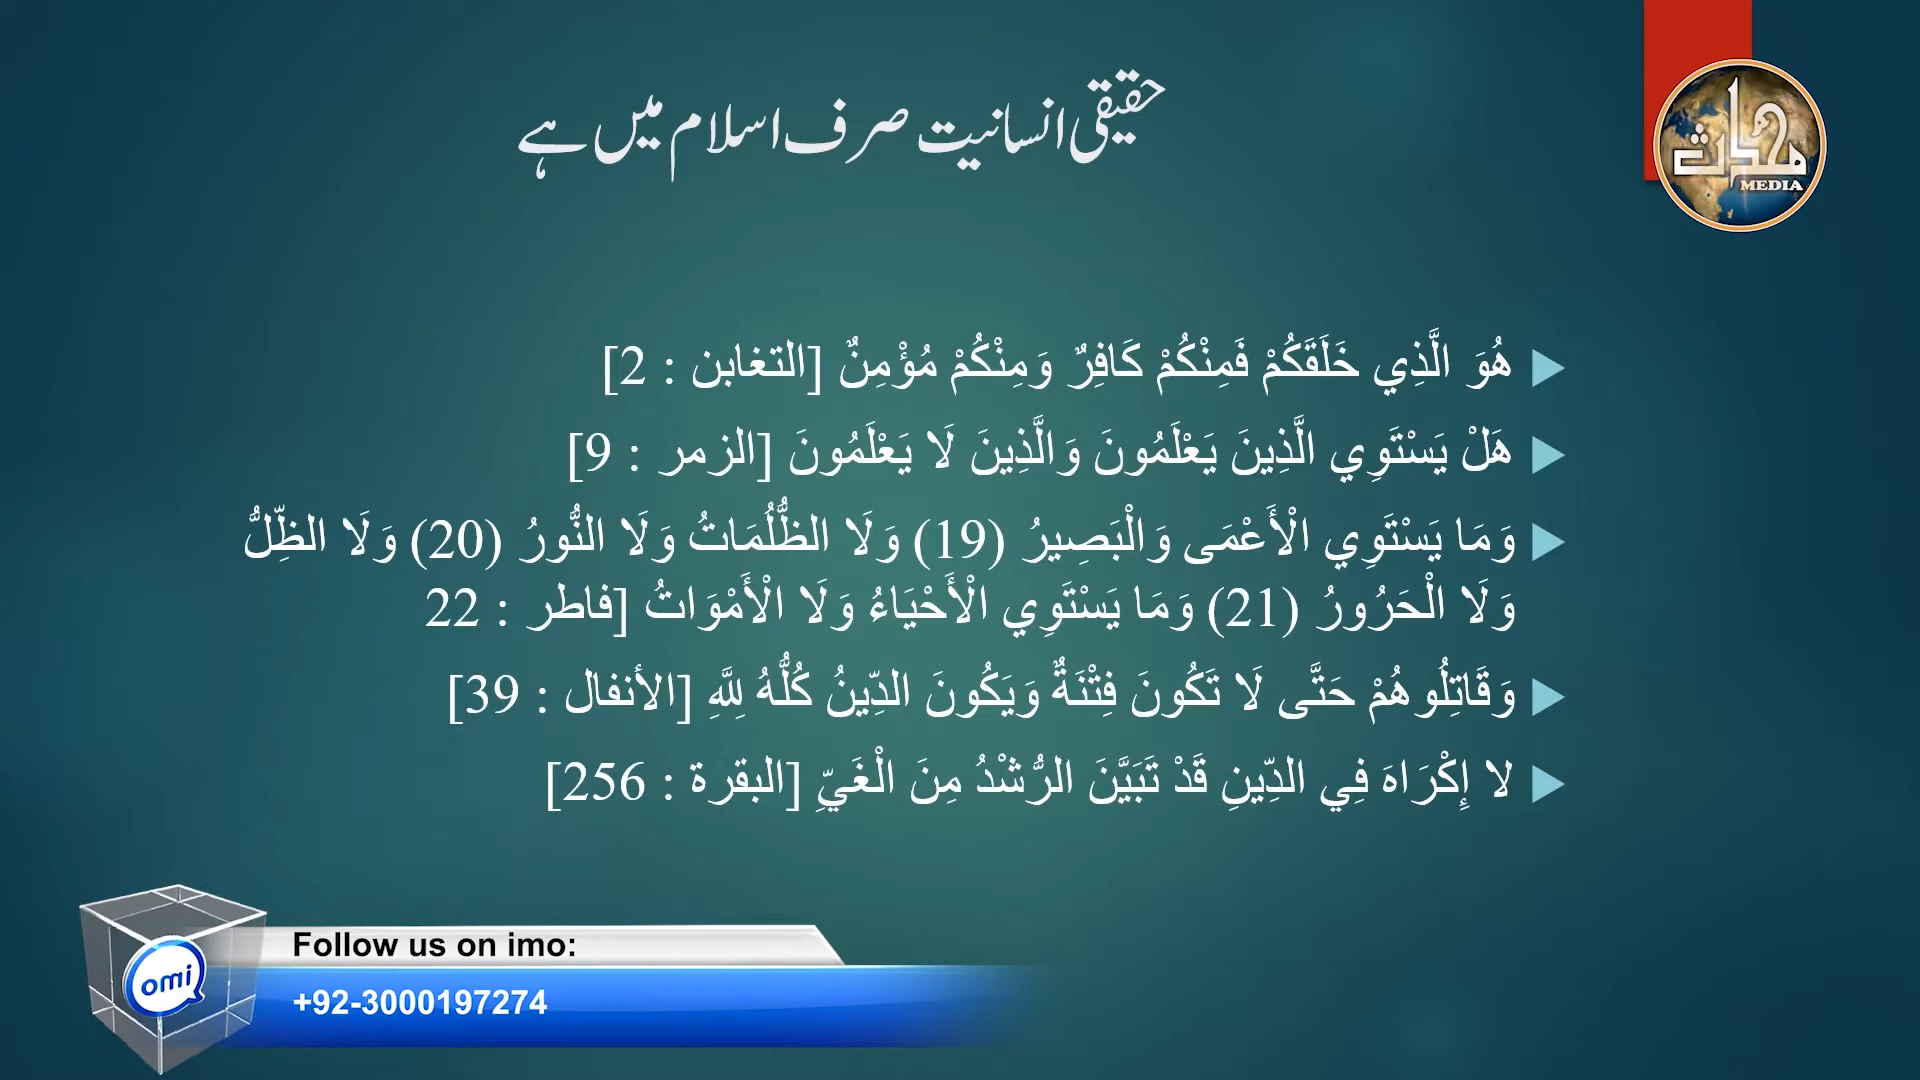 حقیقی انسانیت صرف اسلام میں ہے
محدث
MEDIA
هُوَ الَّذِي خَلَقَكُمْ فَمِنْكُمْ كَافِرٌ وَمِنْكُمْ مُؤْمِنٌ [التغابن : 2]
هَلْ يَسْتَوِي الَّذِينَ يَعْلَمُونَ وَالَّذِينَ لَا يَعْلَمُونَ [الزمر : 9]
وَمَا يَسْتَوِي الْأَعْمَى وَالْبَصِيرُ (19) وَلَا الظُّلُمَاتُ وَلَا النُّورُ (20) وَلَا الظِّلُّ
وَلَا الْحَرُورُ (21) وَمَا يَسْتَوِي الْأَحْيَاءُ وَلَا الْأَمْوَاتُ [فاطر : 22
وَقَاتِلُوهُمْ حَتَّى لَا تَكُونَ فِتْنَةٌ وَيَكُونَ الدِّينُ كُلُّهُ لِلَّهِ [الأنفال : 39]
لا إِكْرَاهَ فِي الدِّينِ قَدْ تَبَيَّنَ الرُّشْدُ مِنَ الْغَيِّ [البقرة : 256]
Follow us on imo:
omi
+92-3000197274